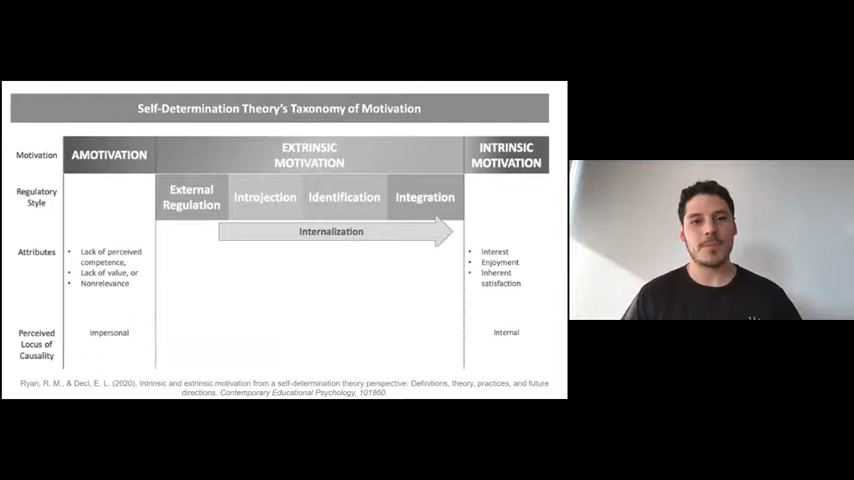 Self-Determination Theory's Taxonomy of Motivation
Motivation
AMOTIVATION
EXTRINSIC
MOTIVATION
INTRINSIC
MOTIVATION
Regulatory
Style
External
Regulation
Introjection
Identification
Integration
Internalization
Attributes
• Lack of perceived
competence,
• Lack of value, or
• Nonrelevance
• Interest
• Enjoyment
• Inherent
satisfaction
Perceived
Locus of
Causality
Impersonal
Internal
Ryan, R. M., & Deci, E. L. (2020). Intrinsic and extrinsic motivation from a self-determination theory perspective: Definitions, theory, practices, and future
directions. Contemporary Educational Psychology, 101860.